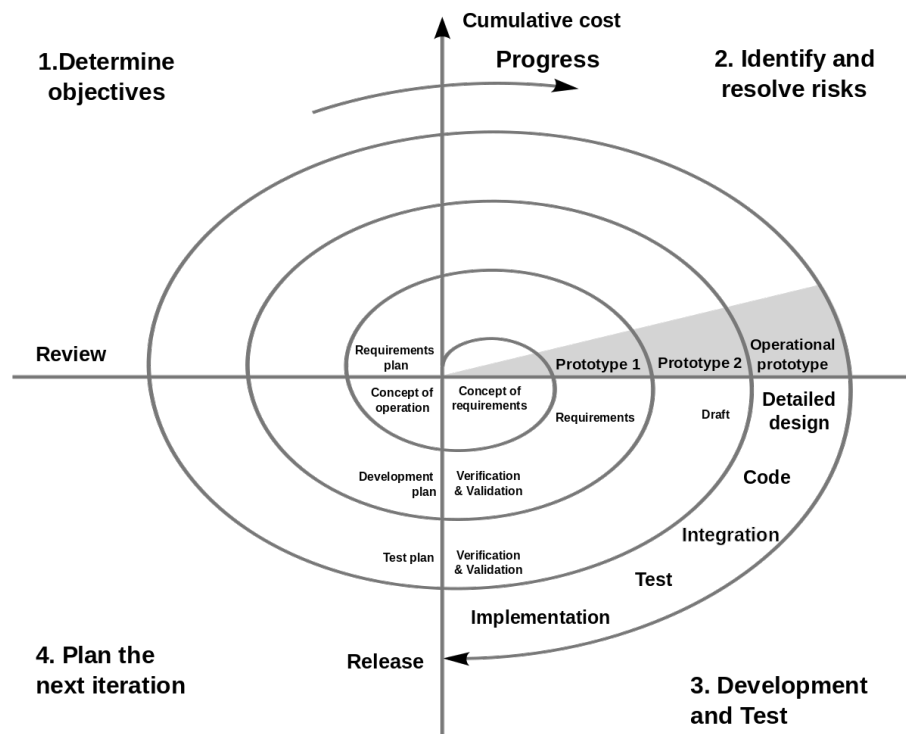 Cumulative cost
1.Determine
objectives
Progress
2. Identify and
resolve risks
Review
Requirements
plan
Prototype 1
Prototype 2
Operational
prototype
Concept of
operation
Concept of
requirements
Requirements
Draft
Detailed
design
Development
plan
Verification
& Validation
Code
Integration
Test plan
Verification
& Validation
Test
Implementation
Release
4. Plan the
next iteration
3. Development
and Test